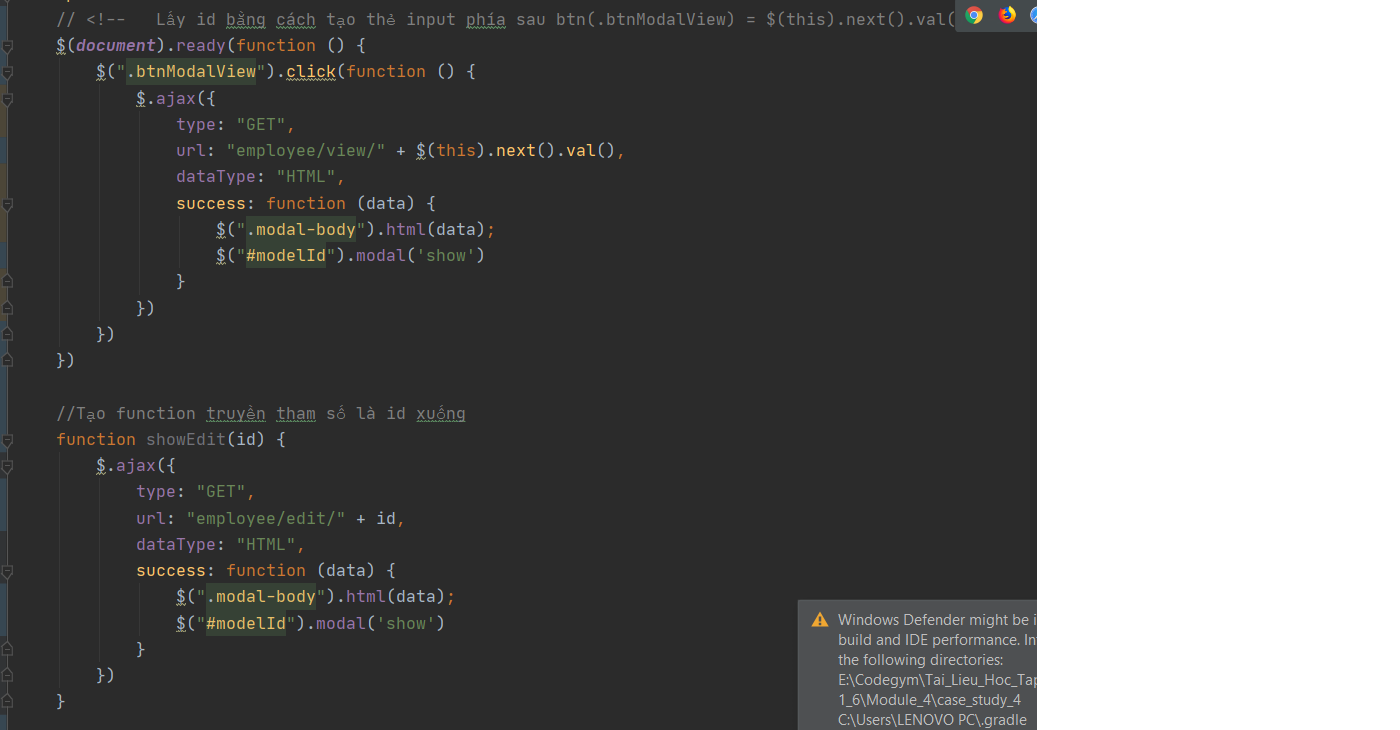 // <!--   Lấy id bằng cách tạo thẻ input phía sau btn(.btnModalView) = $(this).next().val(
$(document).ready(function () {
    $(".btnModalView").click(function () {
        $.ajax({
            type: "GET",
            url: "employee/view/" + $(this).next().val(),
            dataType: "HTML",
            success: function (data) {
                $(".modal-body").html(data);
                $("#modelId").modal('show')
            }
        })
    })
})
//Tạo function truyền tham số là id xuống
function showEdit(id) {
    $.ajax({
        type: "GET",
        url: "employee/edit/" + id,
        dataType: "HTML",
        success: function (data) {
            $(".modal-body").html(data);
            $("#modelId").modal('show')
        }
    })
}
Windows Defender might be
build and IDE performance.
the following directories:
E:\Codegym\Tai_Lieu_Hoc_Tap
1_6\Module_4\case_study_4
C:\Users\LENOVO PC\.gradle